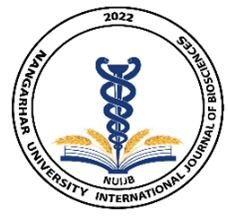 2022
NANGARHAR UNIVERSITY INTERNATIONAL JOURNAL OF BIOSCIENCES
NUIJB